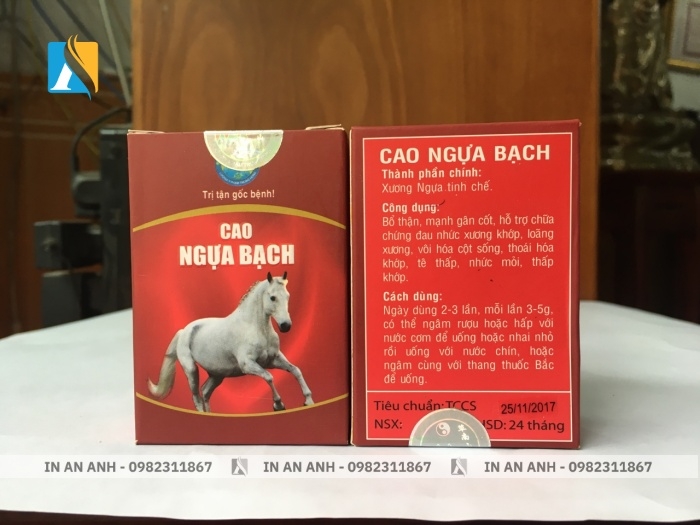 Trị tận gốc bệnh!
CAO
NGỰA BẠCH
CAO NGỰA BẠCH
Thành phần chính:
Xương Ngựa tinh chế.
Công dụng:
Bổ thận, mạnh gân cốt, hỗ trợ chữa
chứng đau nhức xương khớp, loãng
xương, vôi hóa cột sống, thoái hóa
khớp, tê thấp, nhức mỏi, thấp
khớp.
Cách dùng:
Ngày dùng 2-3 lần, mỗi lần 3-5g,
có thể ngâm rượu hoặc hấp với
nước cơm để uống hoặc nhai nhỏ
rồi uống với nước chín, hoặc
ngâm cùng với thang thuốc Bắc
để uống.
Tiêu chuẩn: TCCS 25/11/2017
NSX: HSD: 24 tháng
IN AN ANH - 0982311867 IN AN ANH - 0982311867 IN AN ANH - 0982311867